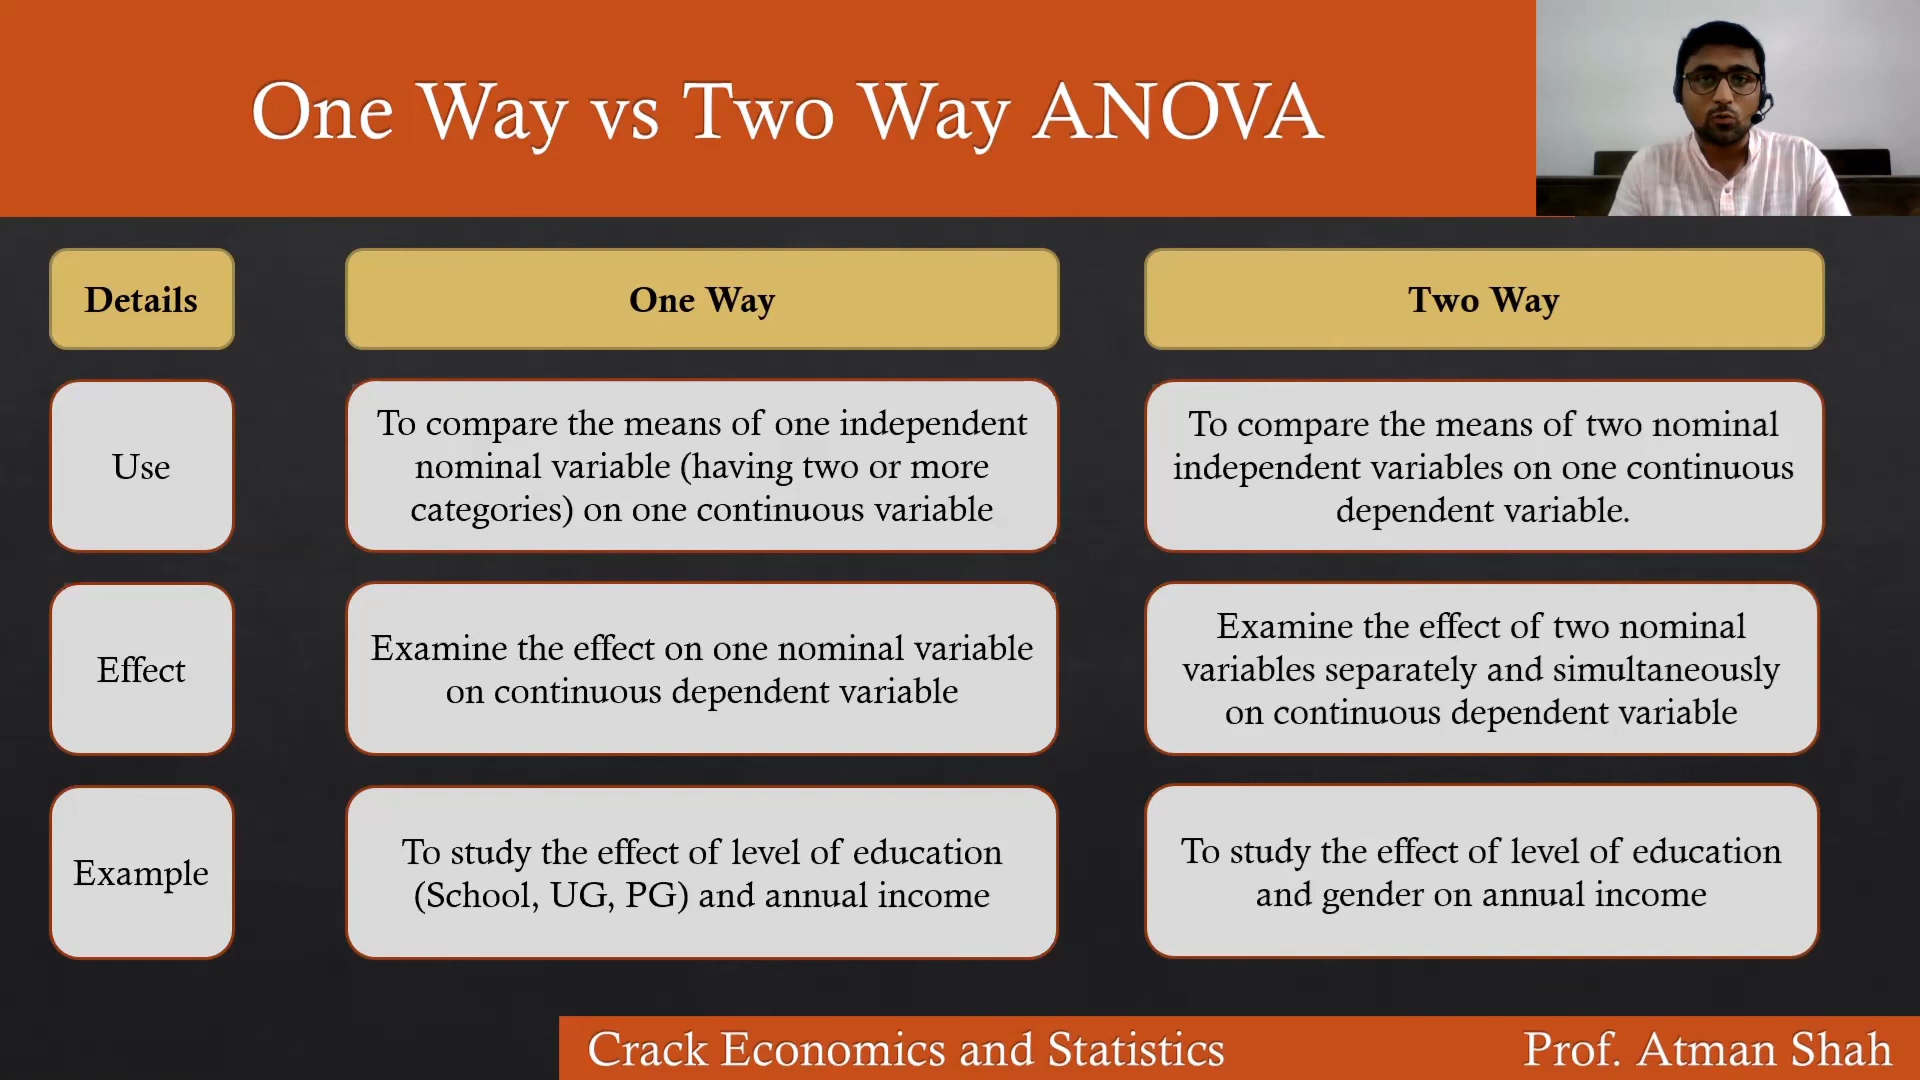 One Way vs Two Way ANOVA
Details
One Way
Two Way
Use
To compare the means of one independent
nominal variable (having two or more
categories) on one continuous variable
To compare the means of two nominal
independent variables on one continuous
dependent variable.
Effect
Examine the effect on one nominal variable
on continuous dependent variable
Examine the effect of two nominal
variables separately and simultaneously
on continuous dependent variable
Example
To study the effect of level of education
(School, UG, PG) and annual income
To study the effect of level of education
and gender on annual income
Crack Economics and Statistics
Prof. Atman Shah